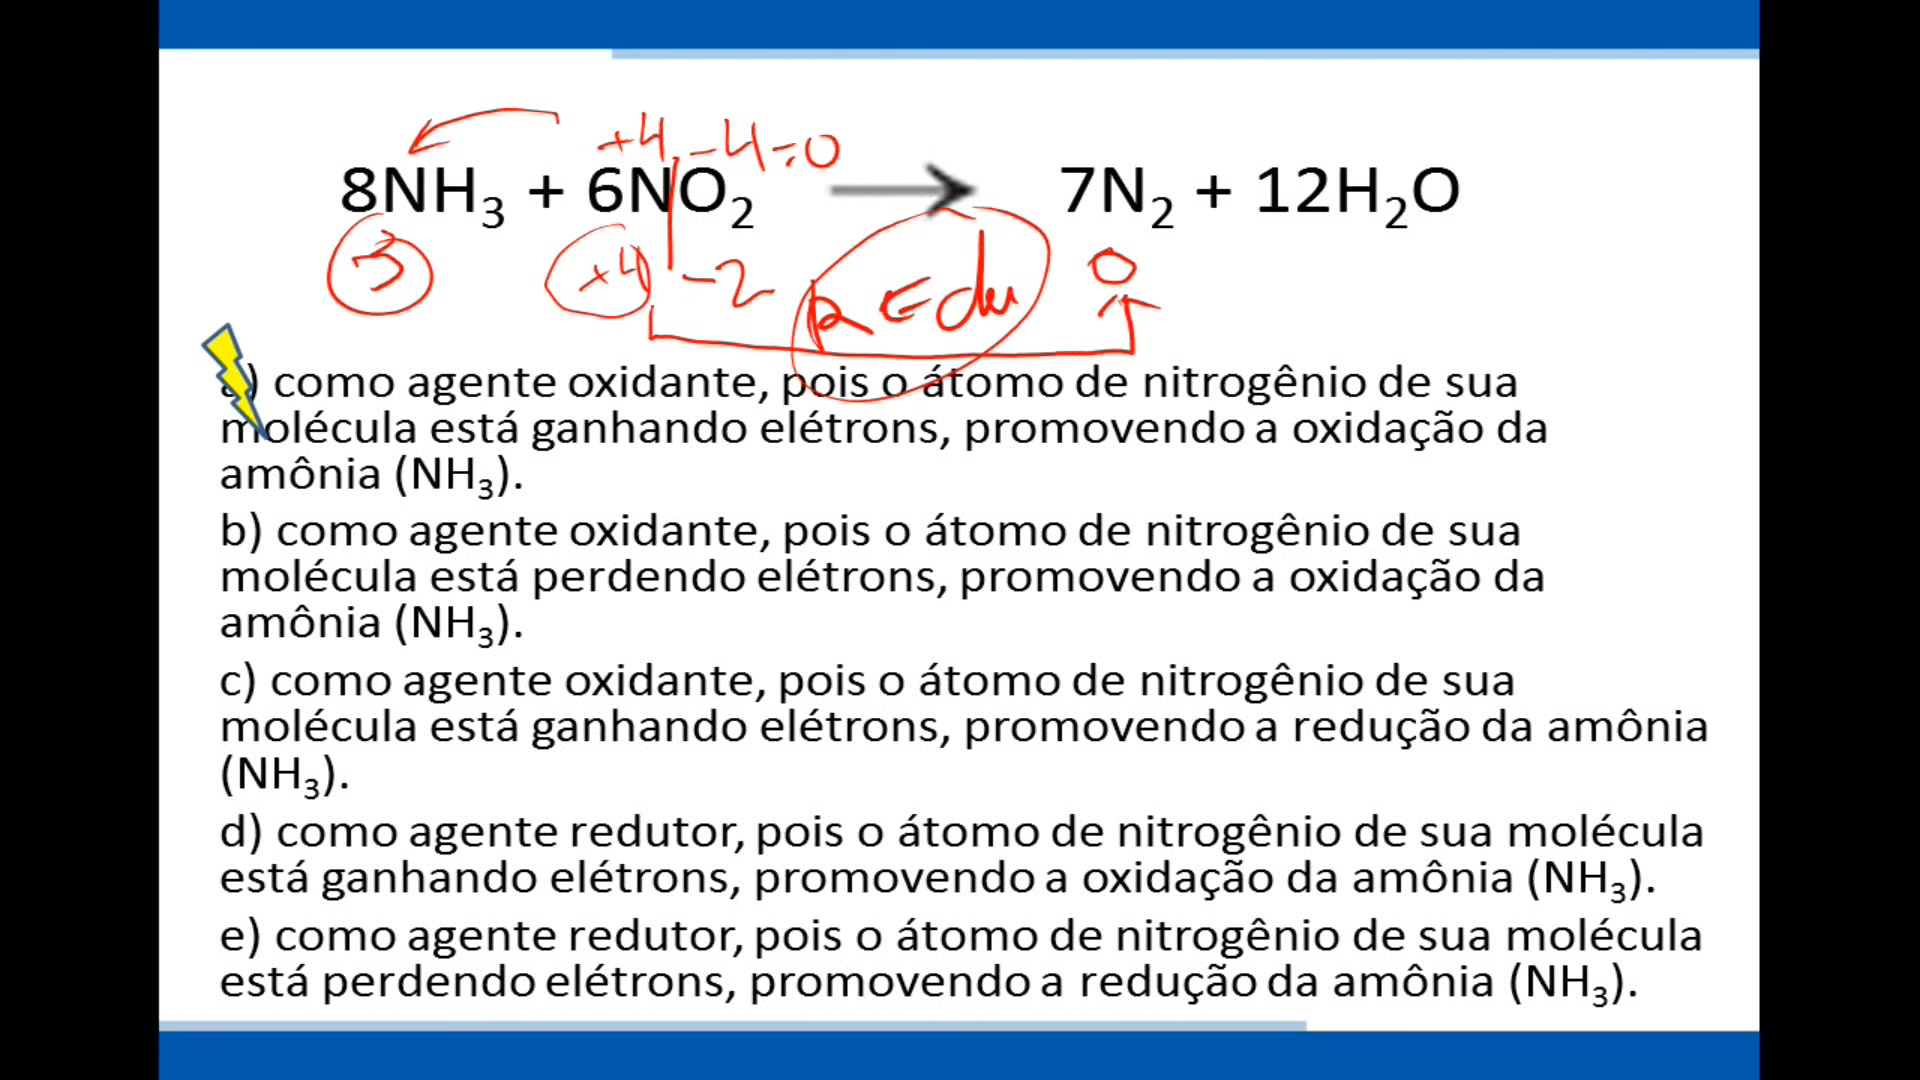 +4 -4=0
8NH₃ + 6NO₂ → 7N₂ + 12H₂O
3 +4 -2 0
a) como agente oxidante, pois o átomo de nitrogênio de sua
molécula está ganhando elétrons, promovendo a oxidação da
amônia (NH₃).
b) como agente oxidante, pois o átomo de nitrogênio de sua
molécula está perdendo elétrons, promovendo a oxidação da
amônia (NH₃).
c) como agente oxidante, pois o átomo de nitrogênio de sua
molécula está ganhando elétrons, promovendo a redução da amônia
(NH₃).
d) como agente redutor, pois o átomo de nitrogênio de sua molécula
está ganhando elétrons, promovendo a oxidação da amônia (NH₃).
e) como agente redutor, pois o átomo de nitrogênio de sua molécula
está perdendo elétrons, promovendo a redução da amônia (NH₃).